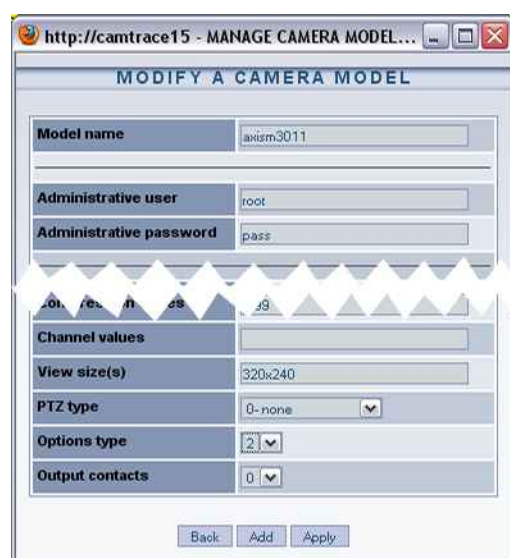 http://camtrace15 - MANAGE CAMERA MODEL...
MODIFY A CAMERA MODEL
Model name axism3011
Administrative user root
Administrative password pass
Channel values
View size(s) 320x240
PTZ type 0- none
Options type 2
Output contacts 0
Back Add Apply